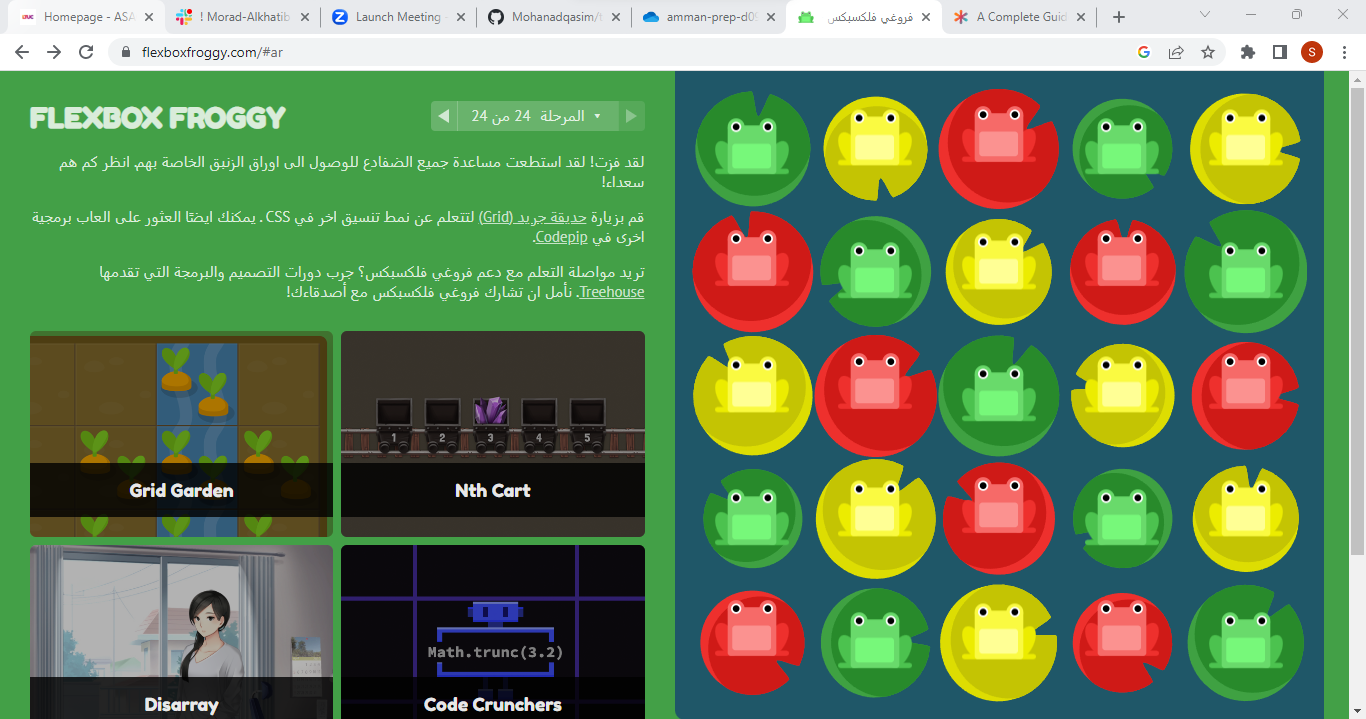 Homepage - ASA
! Morad-Alkhatib
Launch Meeting -
Mohanadqasim/t
amman-prep-d09
فروغي فلكسبكس
A Complete Guid
flexboxfroggy.com/#ar
S
FLEXBOX FROGGY
المرحلة 24 من 24
لقد فزت! لقد استطعت مساعدة جميع الضفادع للوصول الى اوراق الزنبق الخاصة بهم. انظر كم هم
سعداء!
قم بزيارة حديقة جريد (Grid) لتتعلم عن نمط تنسيق اخر في CSS. يمكنك ايضتا العثور على العاب برمجية
اخرى في Codepip.
تريد مواصلة التعلم مع دعم فروغي فلكسبكس؟ جرب دورات التصميم والبرمجة التي تقدمها
Treehouse. نأمل ان تشارك فروغي فلكسبكس مع أصدقاءك!
Grid Garden
1 2 3 4 5
Nth Cart
Disarray
Math.trunc(3.2)
Code Crunchers